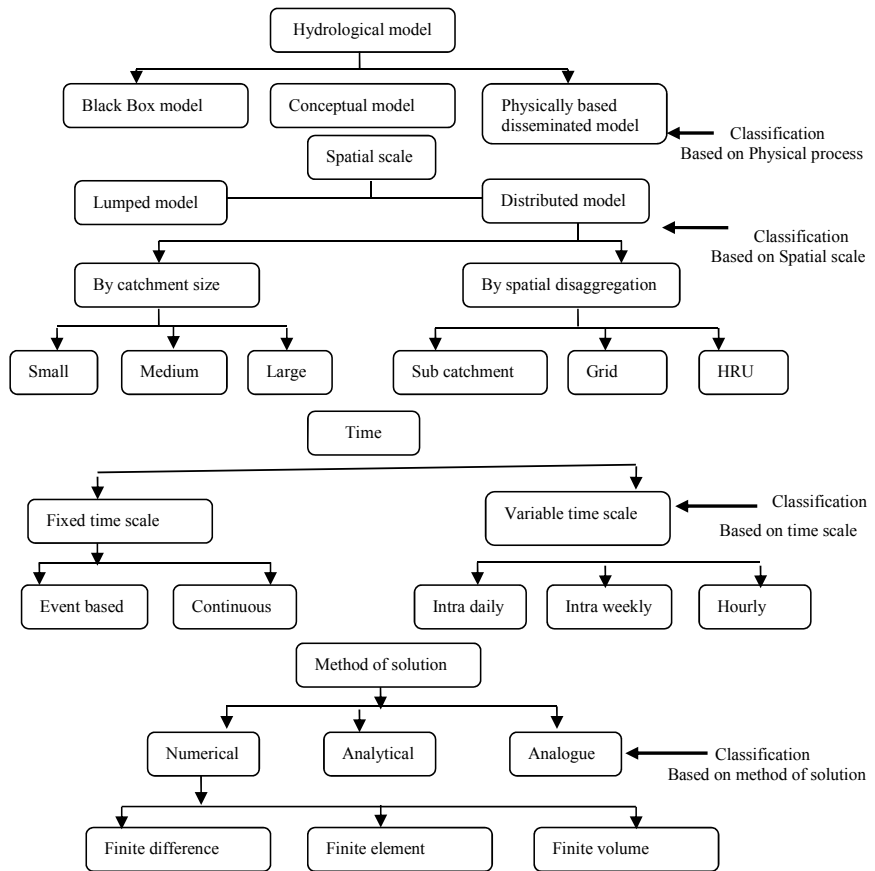 Hydrological model
Black Box model
Conceptual model
Physically based
disseminated model
Classification
Based on Physical process
Spatial scale
Lumped model
Distributed model
Classification
Based on Spatial scale
By catchment size
By spatial disaggregation
Small
Medium
Large
Sub catchment
Grid
HRU
Time
Fixed time scale
Variable time scale
Classification
Based on time scale
Event based
Continuous
Intra daily
Intra weekly
Hourly
Method of solution
Numerical
Analytical
Analogue
Classification
Based on method of solution
Finite difference
Finite element
Finite volume